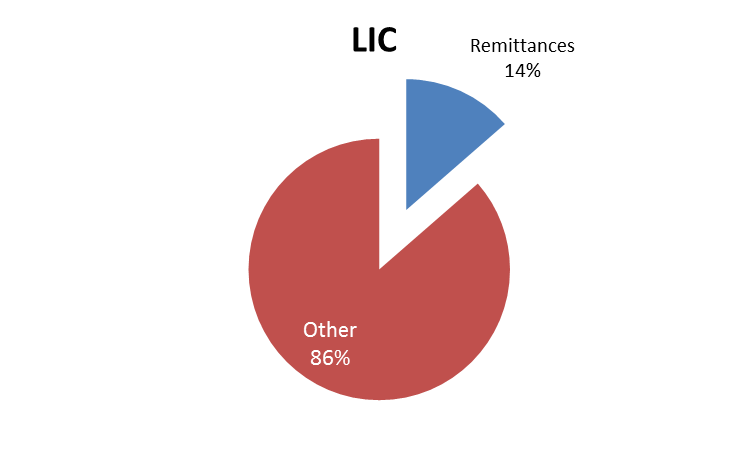 LIC
Remittances
14%
Other
86%